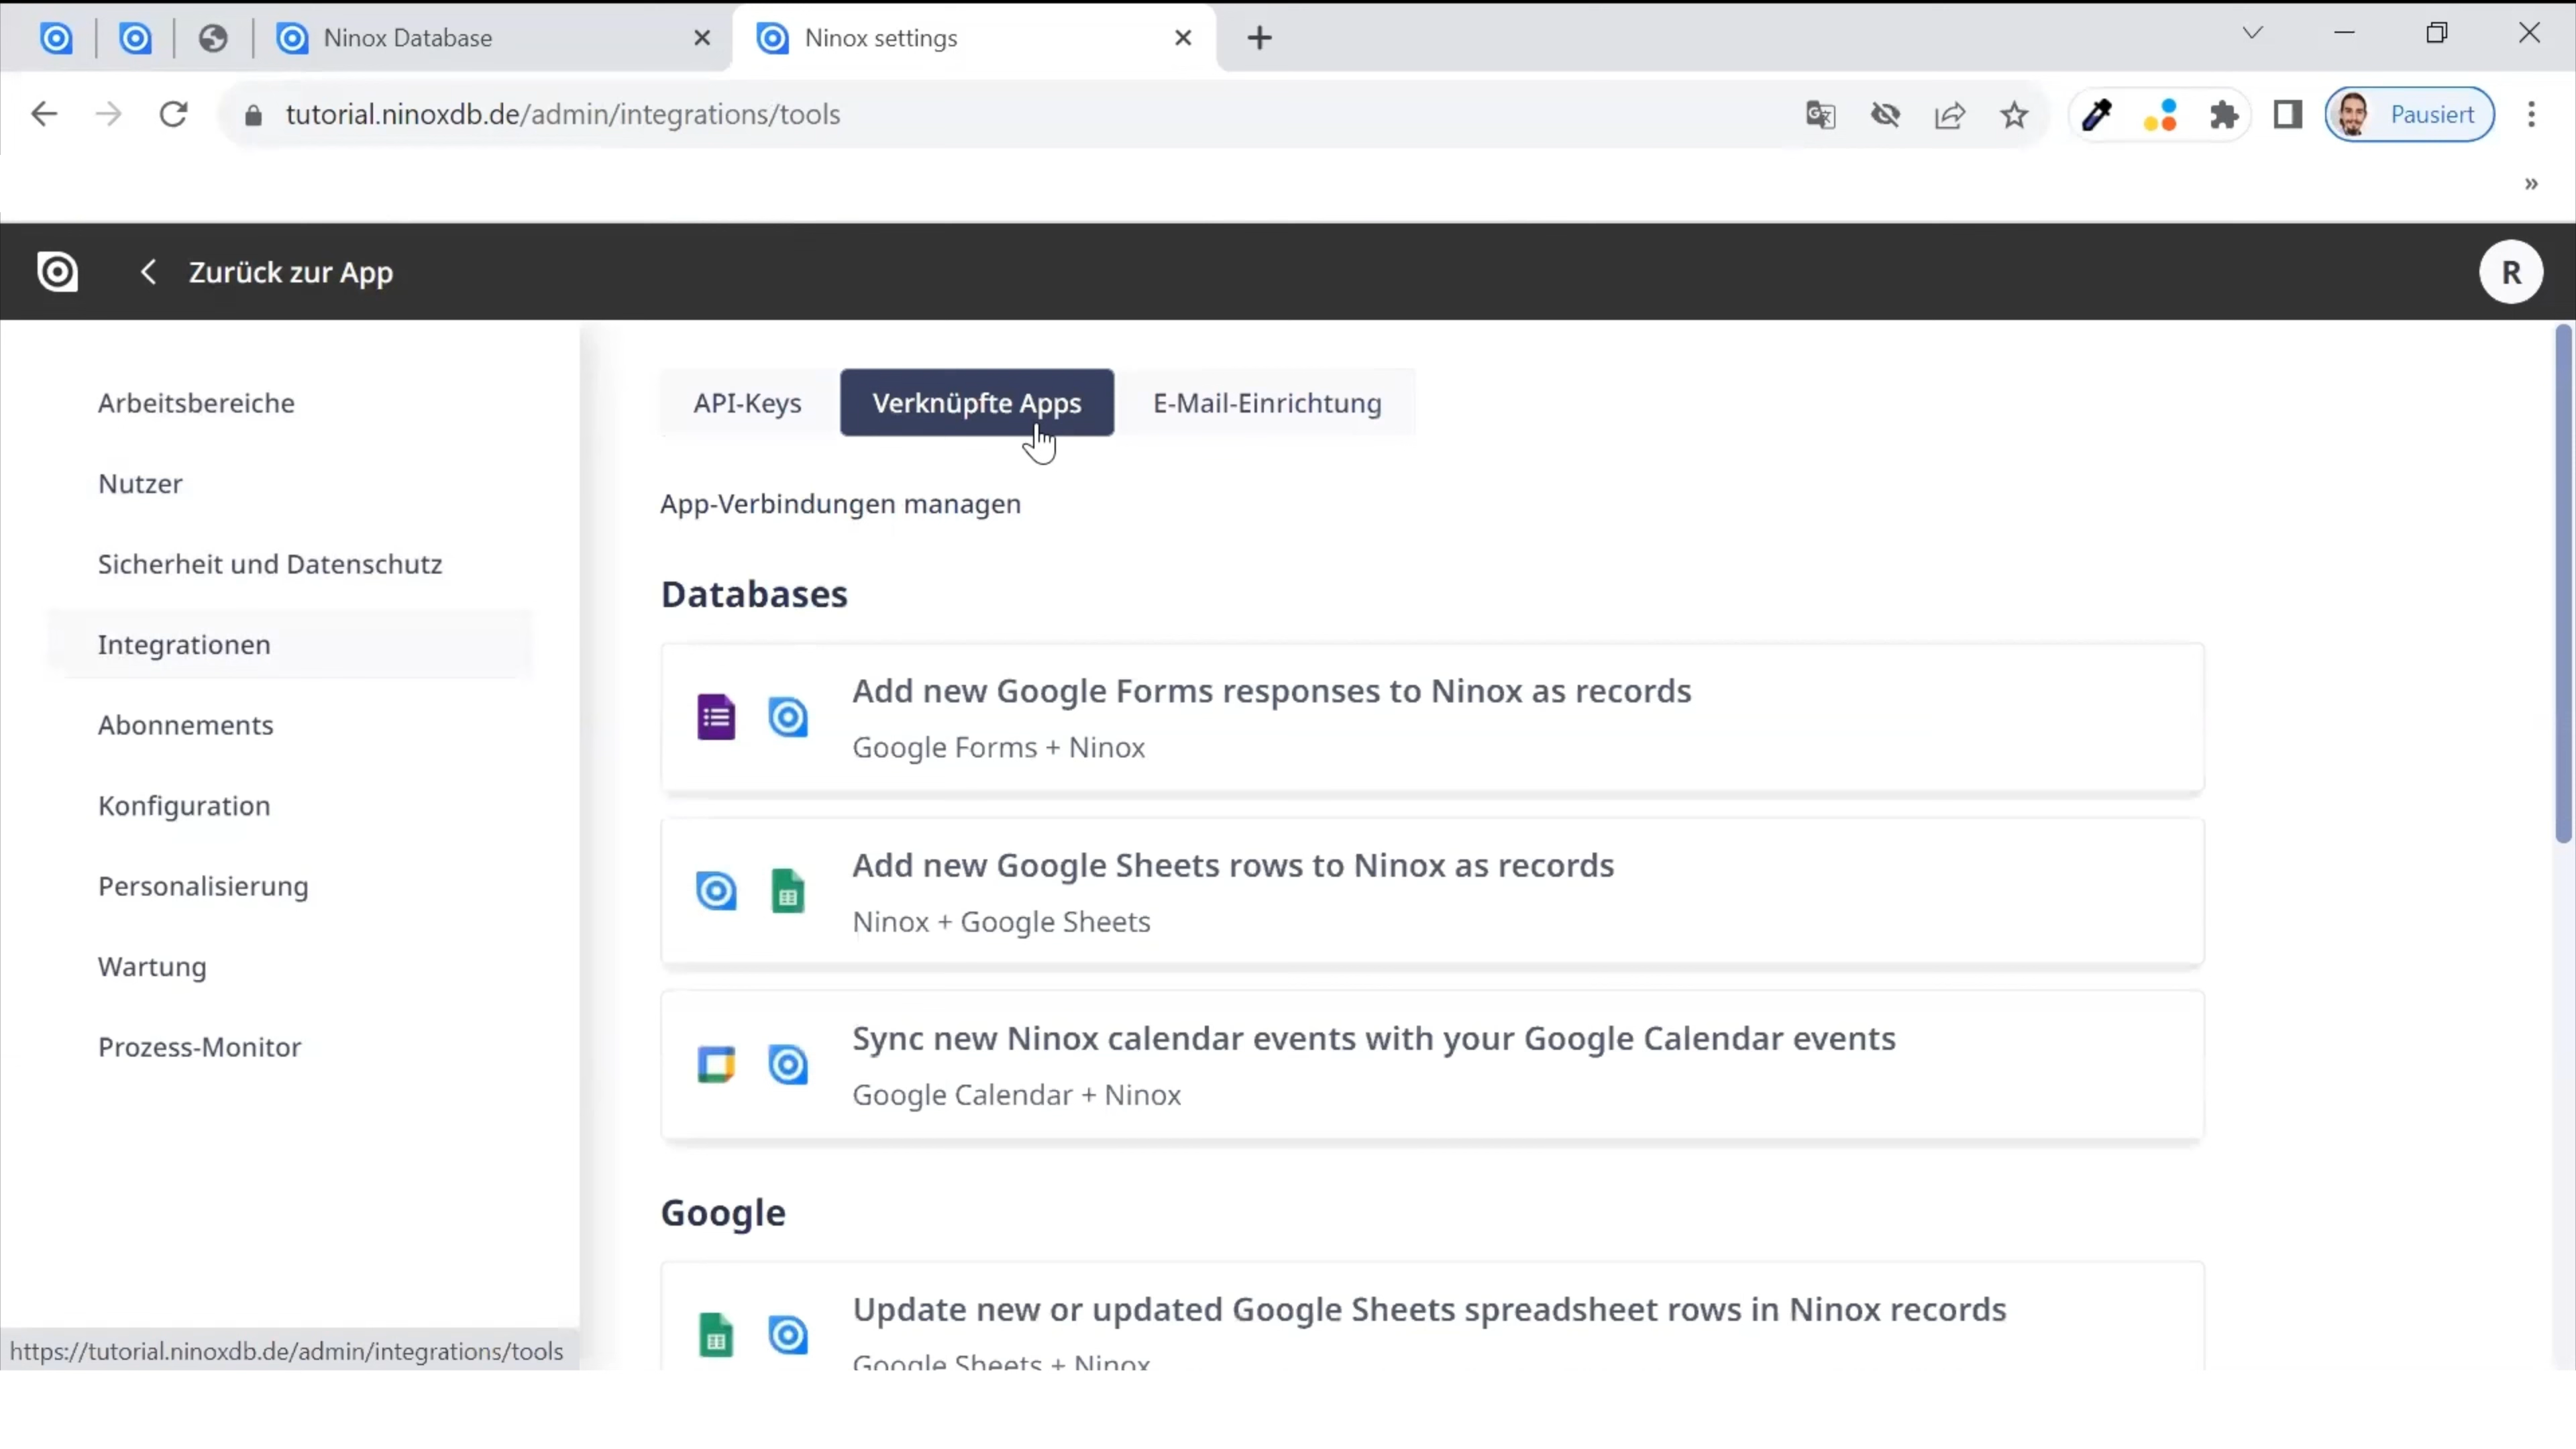 Ninox Database
Ninox settings
tutorial.ninoxdb.de/admin/integrations/tools
Pausiert
»
Zurück zur App
R
Arbeitsbereiche
Nutzer
Sicherheit und Datenschutz
Integrationen
Abonnements
Konfiguration
Personalisierung
Wartung
Prozess-Monitor
API-Keys
Verknüpfte Apps
E-Mail-Einrichtung
App-Verbindungen managen
Databases
Add new Google Forms responses to Ninox as records
Google Forms + Ninox
Add new Google Sheets rows to Ninox as records
Ninox + Google Sheets
Sync new Ninox calendar events with your Google Calendar events
Google Calendar + Ninox
Google
Update new or updated Google Sheets spreadsheet rows in Ninox records
Google Sheets + Ninox
https://tutorial.ninoxdb.de/admin/integrations/tools